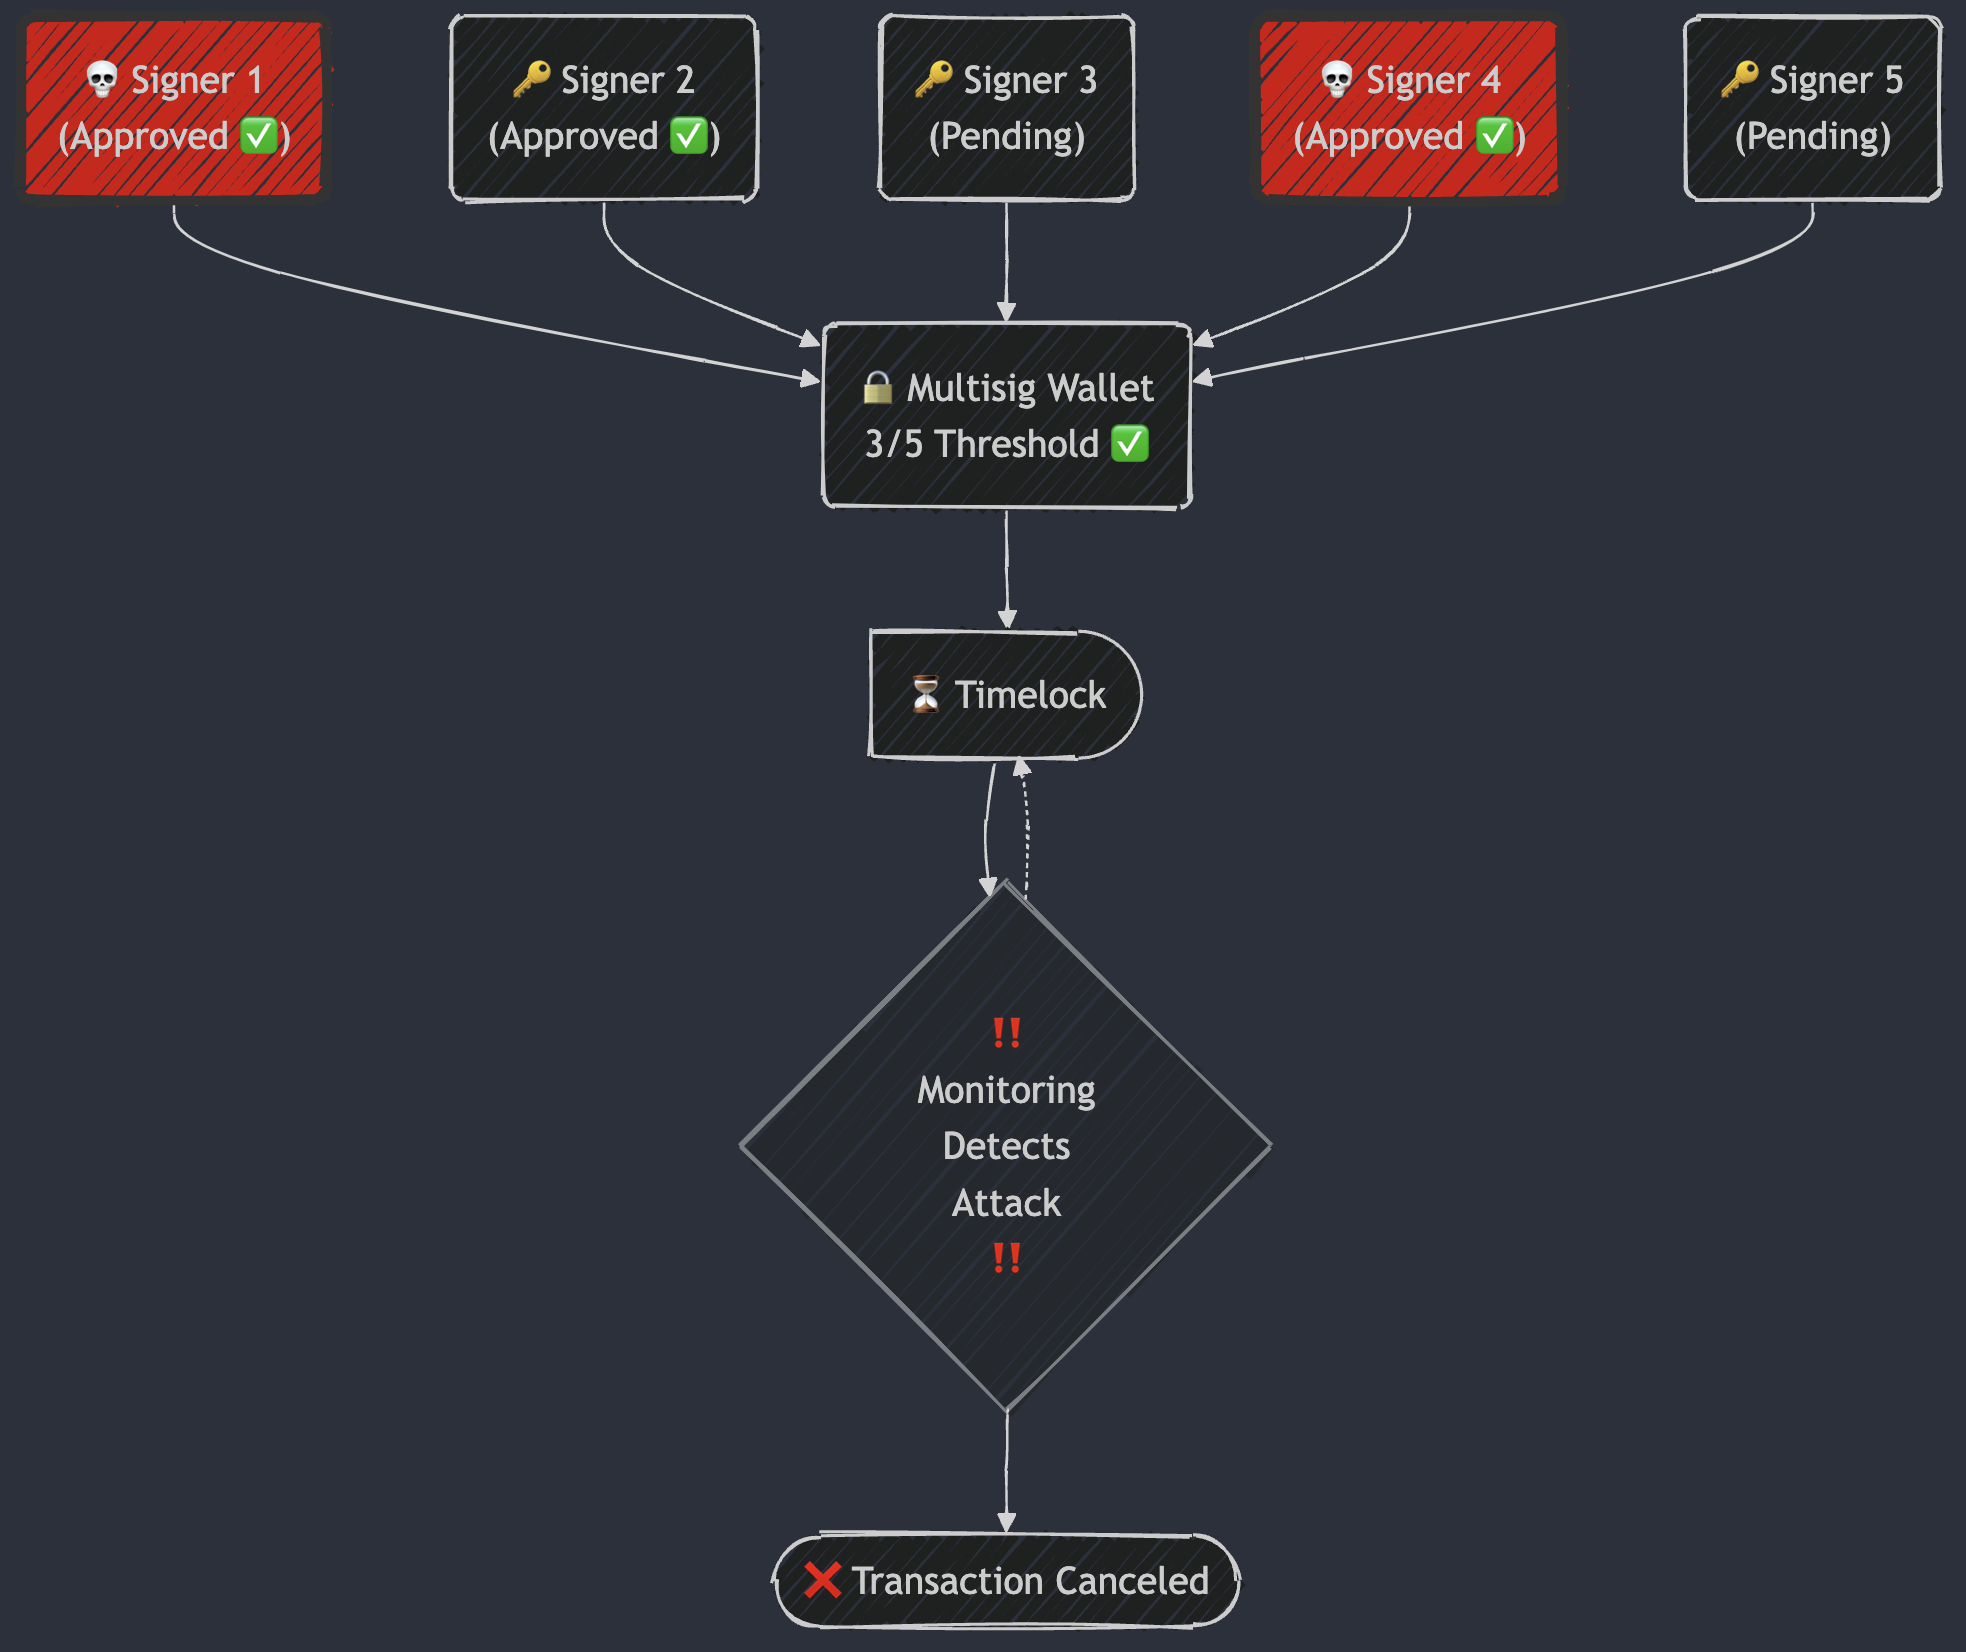 💀 Signer 1
(Approved ✅)
🔑 Signer 2
(Approved ✅)
🔑 Signer 3
(Pending)
💀 Signer 4
(Approved ✅)
🔑 Signer 5
(Pending)
🔒 Multisig Wallet
3/5 Threshold ✅
⏳ Timelock
‼️
Monitoring
Detects
Attack
‼️
❌ Transaction Canceled